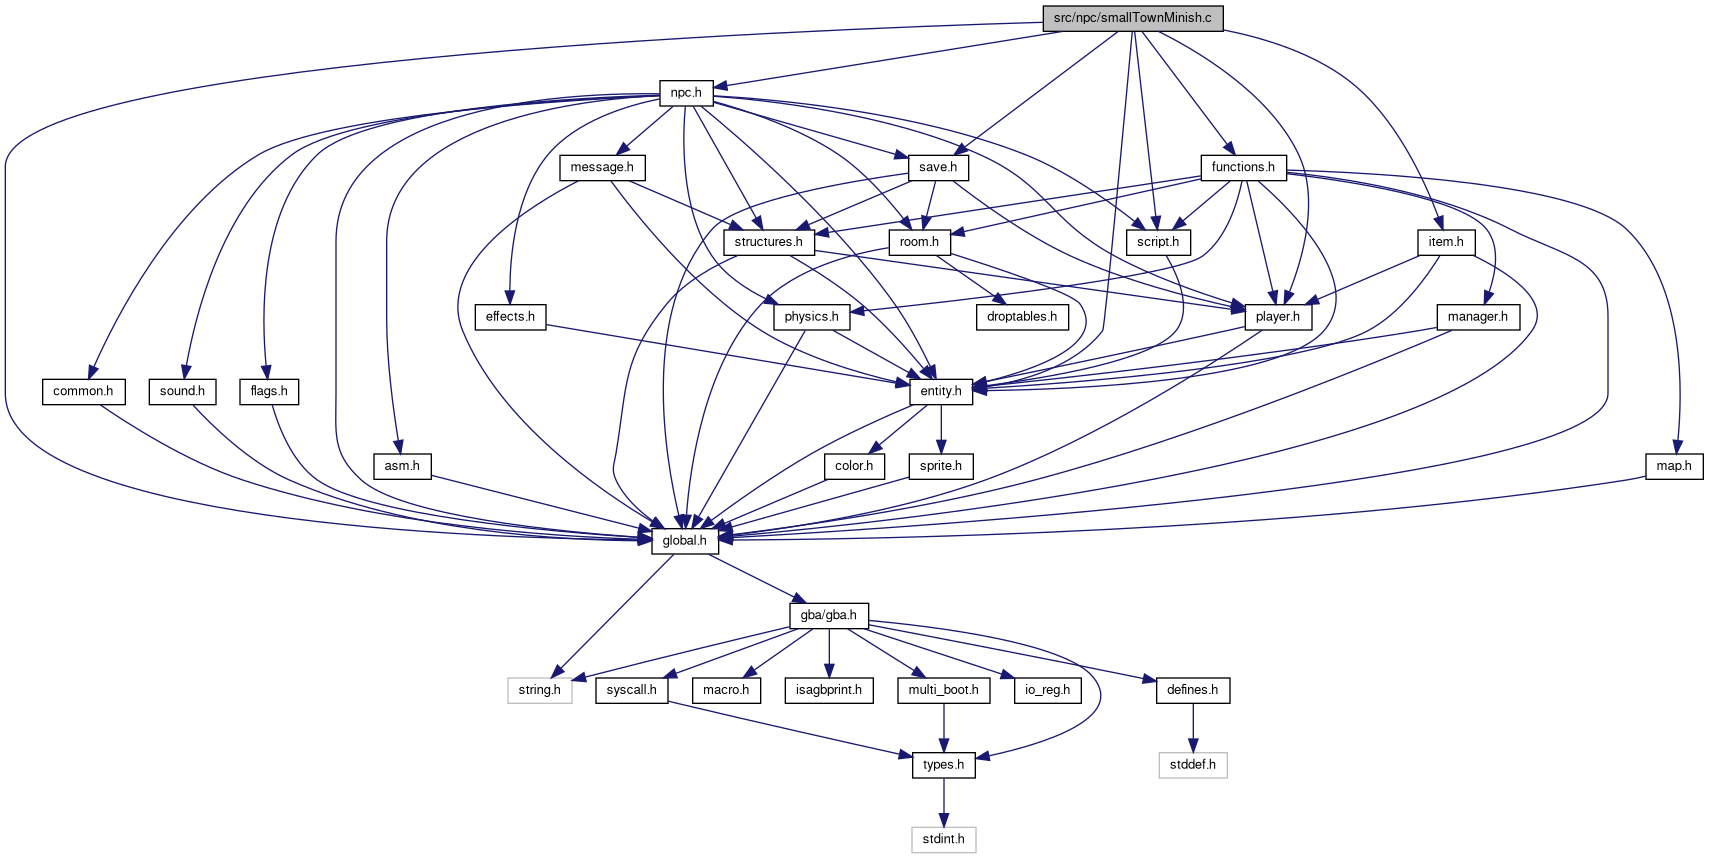 src/npc/smallTownMinish.c
npc.h
message.h
save.h
functions.h
structures.h
room.h
script.h
item.h
effects.h
physics.h
droptables.h
player.h
manager.h
common.h
sound.h
flags.h
entity.h
asm.h
color.h
sprite.h
map.h
global.h
gba/gba.h
string.h
syscall.h
macro.h
isagbprint.h
multi_boot.h
io_reg.h
defines.h
types.h
stddef.h
stdint.h